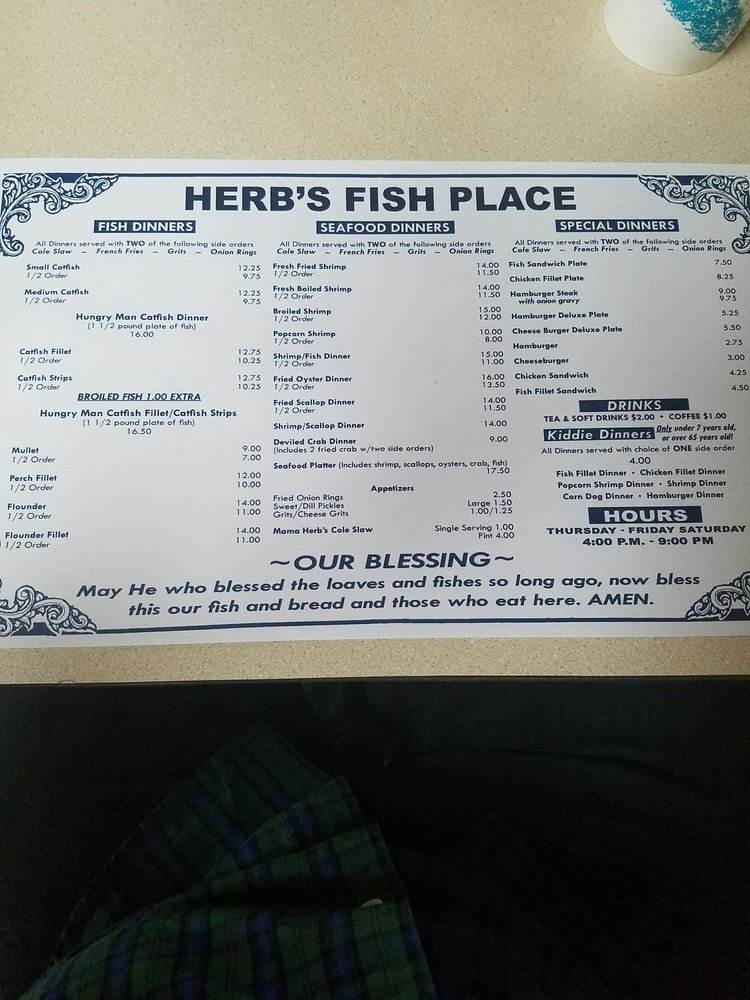 HERB'S FISH PLACE
FISH DINNERS
All Dinners served with TWO of the following side orders
Cole Slaw ~ French Fries ~ Grits ~ Onion Rings
Small Catfish 12.25
1/2 Order 9.75
Medium Catfish 12.25
1/2 Order 9.75
Hungry Man Catfish Dinner
(1 1/2 pound plate of fish)
16.00
Catfish Fillet 12.75
1/2 Order 10.25
Catfish Strips 12.75
1/2 Order 10.25
BROILED FISH 1.00 EXTRA
Hungry Man Catfish Fillet/Catfish Strips
(1 1/2 pound plate of fish)
16.50
Mullet 9.00
1/2 Order 7.00
Perch Fillet 12.00
1/2 Order 10.00
Flounder 14.00
1/2 Order 11.00
Flounder Fillet 14.00
1/2 Order 11.00
SEAFOOD DINNERS
All Dinners served with TWO of the following side orders
Cole Slaw ~ French Fries ~ Grits ~ Onion Rings
Fresh Fried Shrimp 14.00
1/2 Order 11.50
Fresh Boiled Shrimp 14.00
1/2 Order 11.50
Broiled Shrimp 15.00
1/2 Order 12.00
Popcorn Shrimp 10.00
1/2 Order 8.00
Shrimp/Fish Dinner 15.00
1/2 Order 11.00
Fried Oyster Dinner 16.00
1/2 Order 13.50
Fried Scallop Dinner 14.00
1/2 Order 11.50
Shrimp/Scallop Dinner 14.00
Deviled Crab Dinner 9.00
(Includes 2 fried crab w/two side orders)
Seafood Platter (Includes shrimp, scallops, oysters, crab, fish)
17.50
Appetizers
Fried Onion Rings 2.50
Sweet/Dill Pickles Large 1.50
Grits/Cheese Grits 1.00/1.25
Mama Herb's Cole Slaw Single Serving 1.00
Pint 4.00
SPECIAL DINNERS
All Dinners served with TWO of the following side orders
Cole Slaw ~ French Fries ~ Grits ~ Onion Rings
Fish Sandwich Plate 7.50
Chicken Fillet Plate 8.25
Hamburger Steak 9.00
with onion gravy 9.75
Hamburger Deluxe Plate 5.25
Cheese Burger Deluxe Plate 5.50
Hamburger 2.75
Cheeseburger 3.00
Chicken Sandwich 4.25
Fish Fillet Sandwich 4.50
DRINKS
TEA & SOFT DRINKS $2.00 • COFFEE $1.00
Kiddie Dinners Only under 7 years old,
or over 65 years old!
All Dinners served with choice of ONE side order
4.00
Fish Fillet Dinner • Chicken Fillet Dinner
Popcorn Shrimp Dinner • Shrimp Dinner
Corn Dog Dinner • Hamburger Dinner
HOURS
THURSDAY - FRIDAY SATURDAY
4:00 P.M. - 9:00 PM
~OUR BLESSING~
May He who blessed the loaves and fishes so long ago, now bless
this our fish and bread and those who eat here. AMEN.